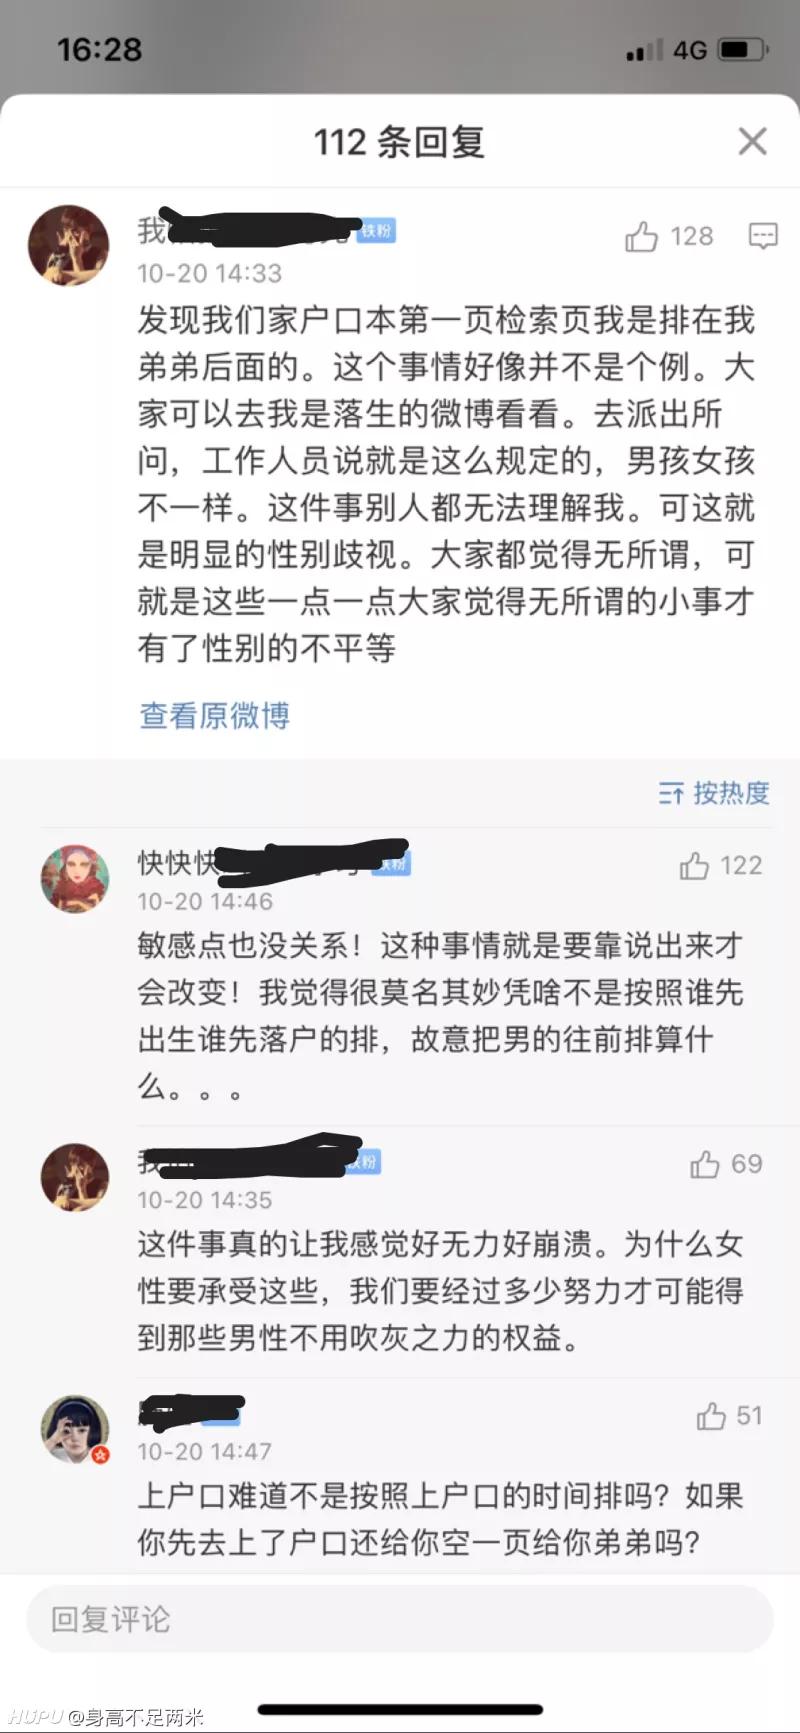 16:28
4G
112 条回复
我
铁粉
128
10-20 14:33
发现我们家户口本第一页检索页我是排在我
弟弟后面的。这个事情好像并不是个例。大
家可以去我是落生的微博看看。去派出所
问，工作人员说就是这么规定的，男孩女孩
不一样。这件事别人都无法理解我。可这就
是明显的性别歧视。大家都觉得无所谓，可
就是这些一点一点大家觉得无所谓的小事才
有了性别的不平等
查看原微博
按热度
快快快
铁粉
122
10-20 14:46
敏感点也没关系！这种事情就是要靠说出来才
会改变！我觉得很莫名其妙凭啥不是按照谁先
出生谁先落户的排，故意把男的往前排算什
么。。。
铁粉
69
10-20 14:35
这件事真的让我感觉好无力好崩溃。为什么女
性要承受这些，我们要经过多少努力才可能得
到那些男性不用吹灰之力的权益。
51
10-20 14:47
上户口难道不是按照上户口的时间排吗？如果
你先去上了户口还给你空一页给你弟弟吗？
回复评论
HUPU @身高不足两米